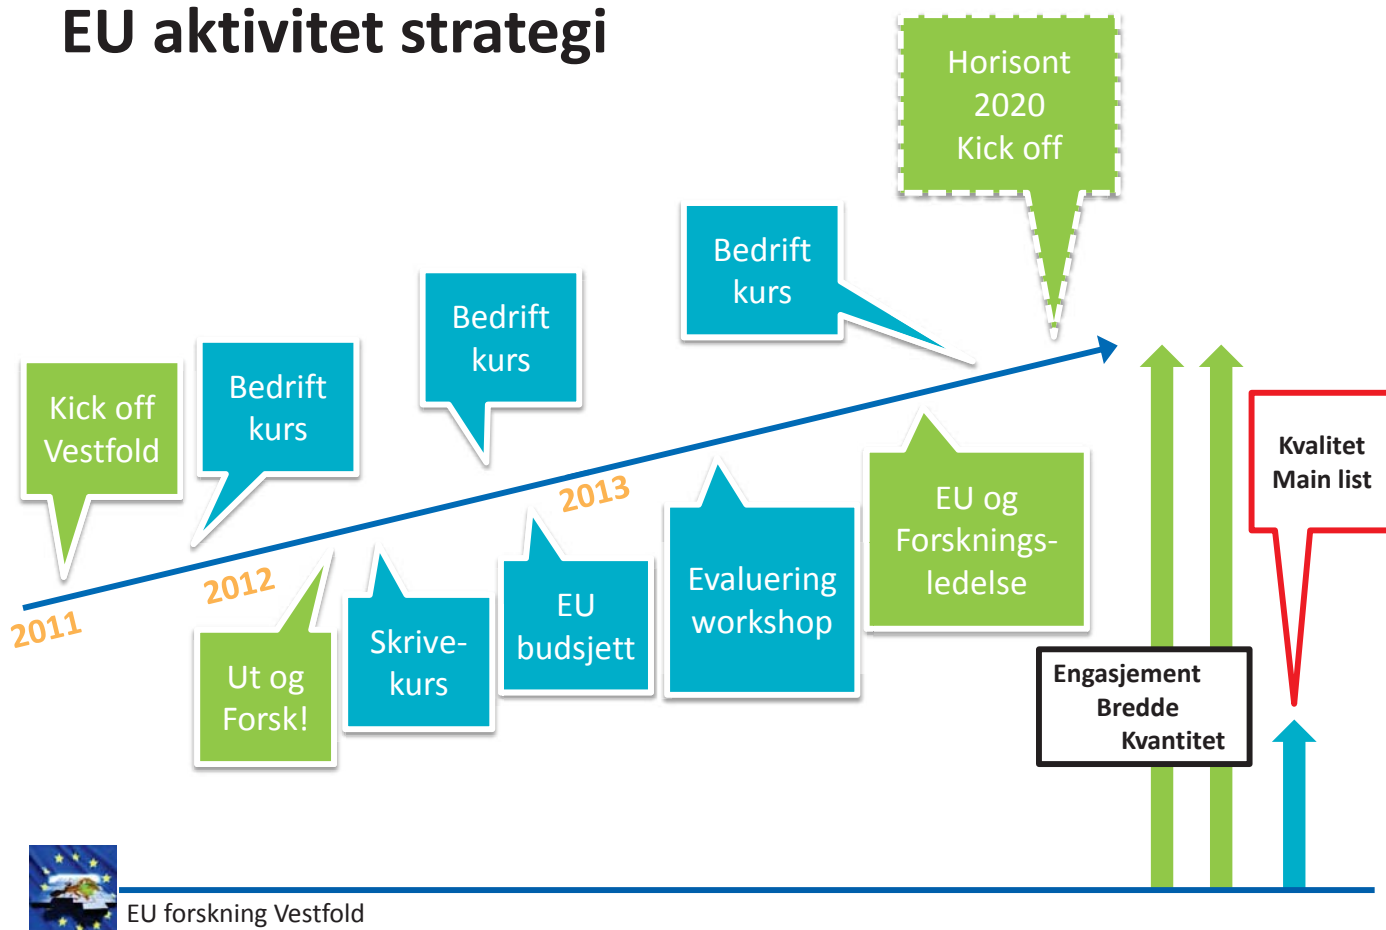 EU aktivitet strategi
Horisont
2020
Kick off
Bedrift
kurs
Bedrift
kurs
Bedrift
kurs
Kick off
Vestfold
2011
2012
2013
Ut og
Forsk!
Skrive-
kurs
EU
budsjett
Evaluering
workshop
EU og
Forsknings-
ledelse
Kvalitet
Main list
Engasjement
Bredde
Kvantitet
EU forskning Vestfold